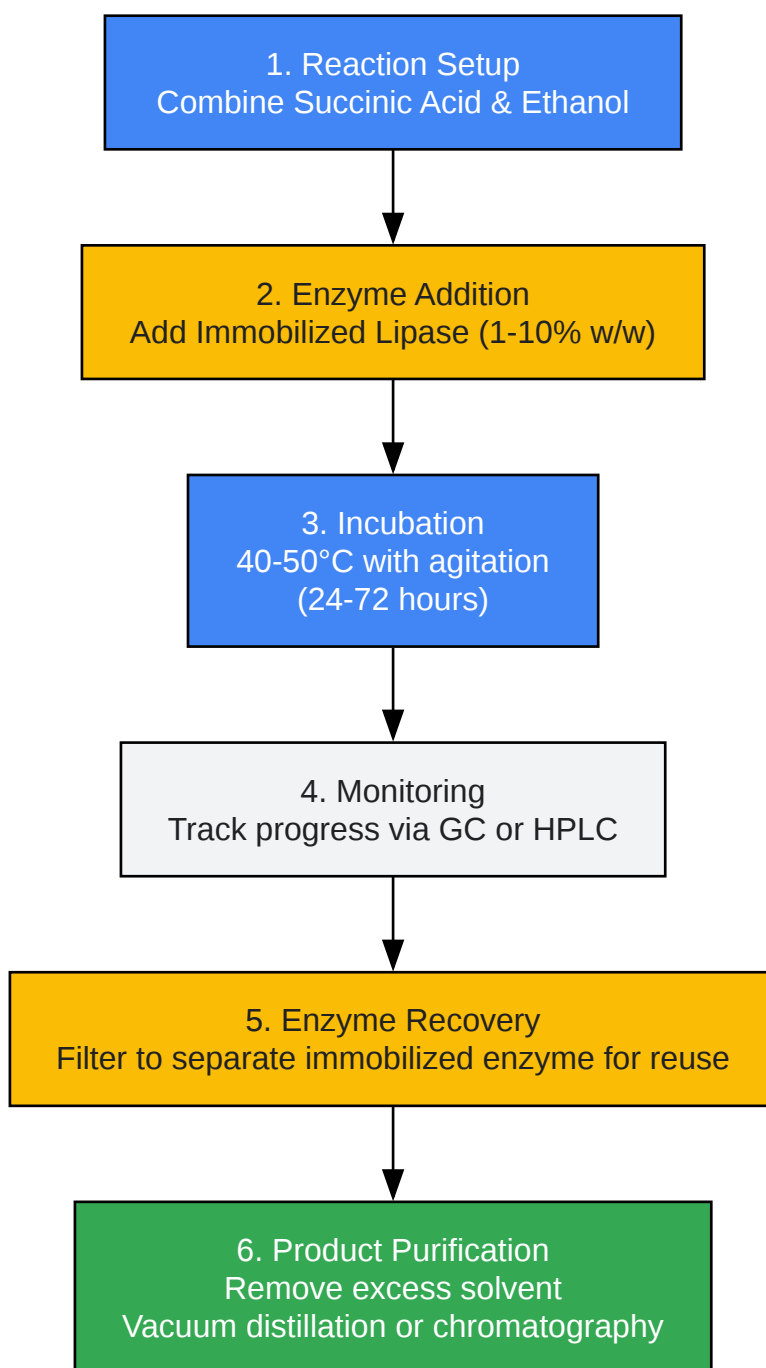 1. Reaction Setup
Combine Succinic Acid & Ethanol
2. Enzyme Addition
Add Immobilized Lipase (1-10% w/w)
3. Incubation
40-50°C with agitation
(24-72 hours)
4. Monitoring
Track progress via GC or HPLC
5. Enzyme Recovery
Filter to separate immobilized enzyme for reuse
6. Product Purification
Remove excess solvent
Vacuum distillation or chromatography